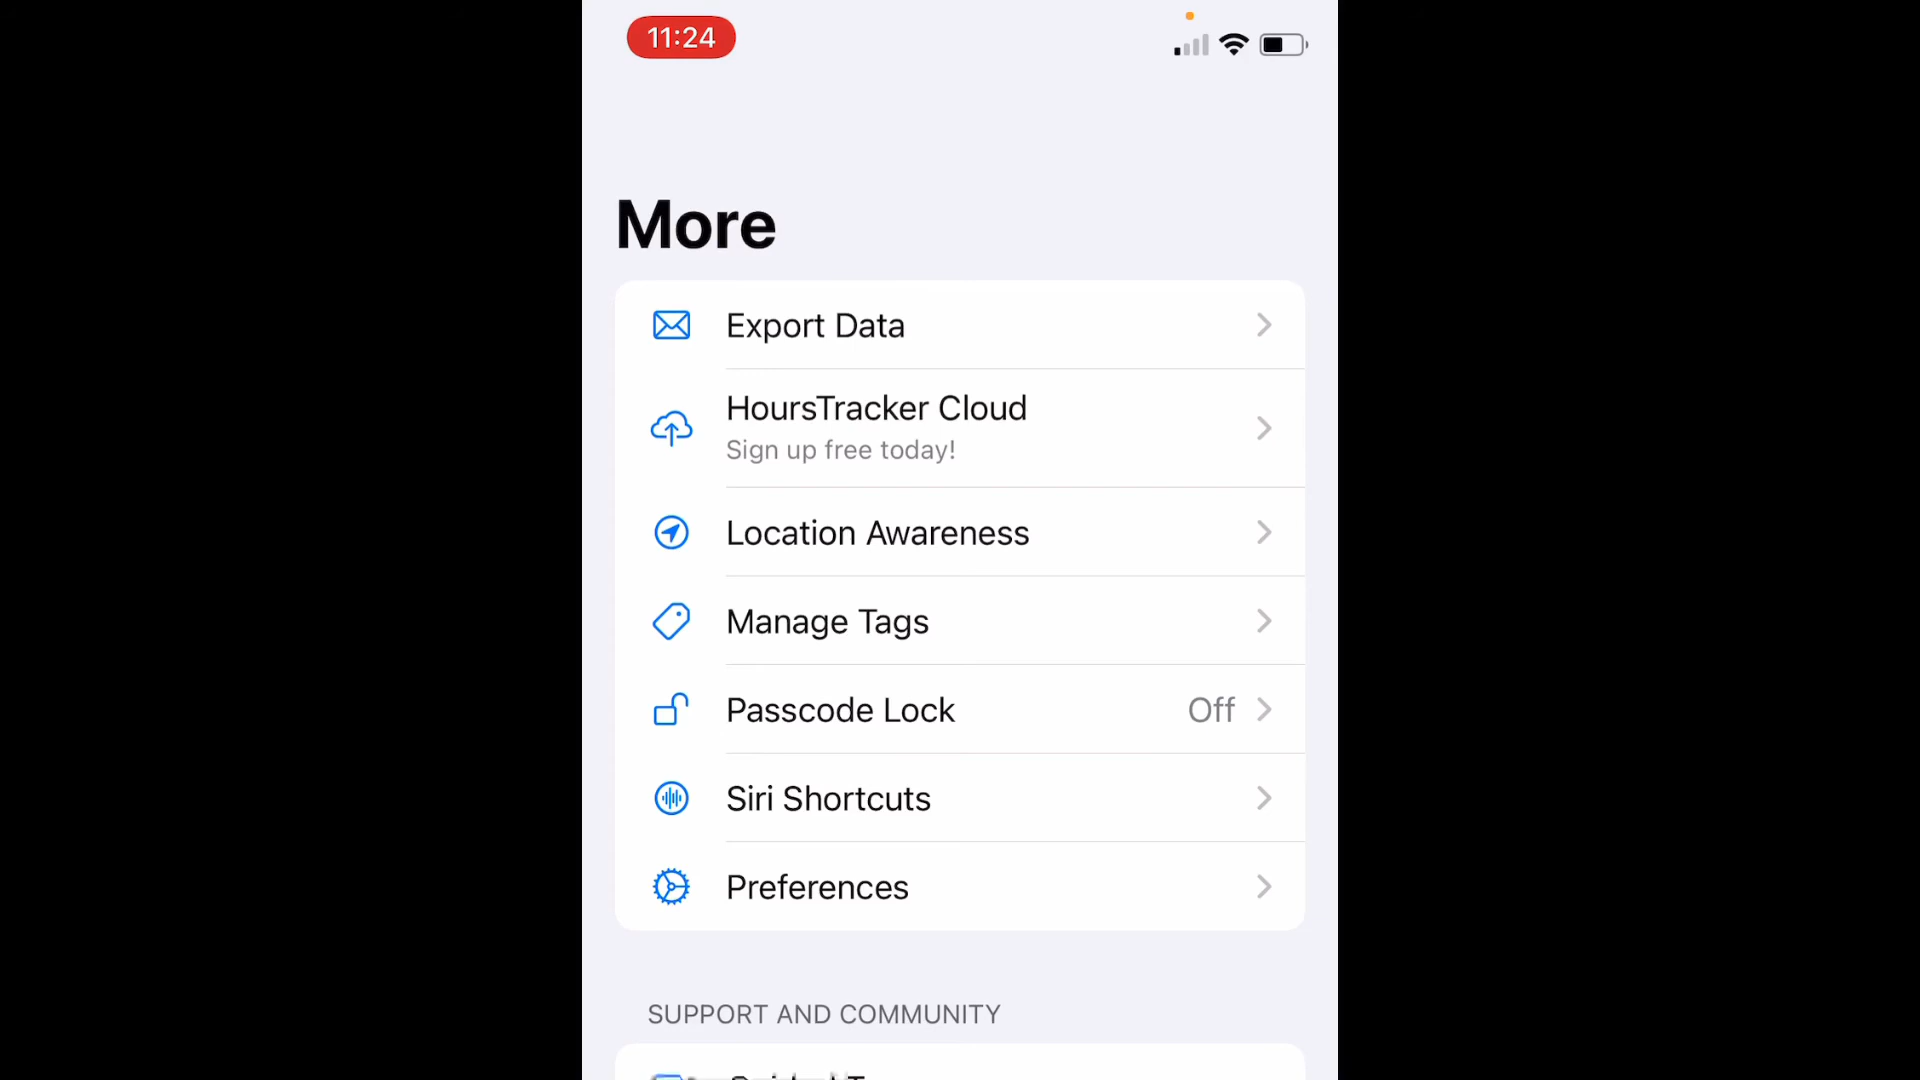 11:24
More
Export Data
HoursTracker Cloud
Sign up free today!
Location Awareness
Manage Tags
Passcode Lock Off
Siri Shortcuts
Preferences
SUPPORT AND COMMUNITY